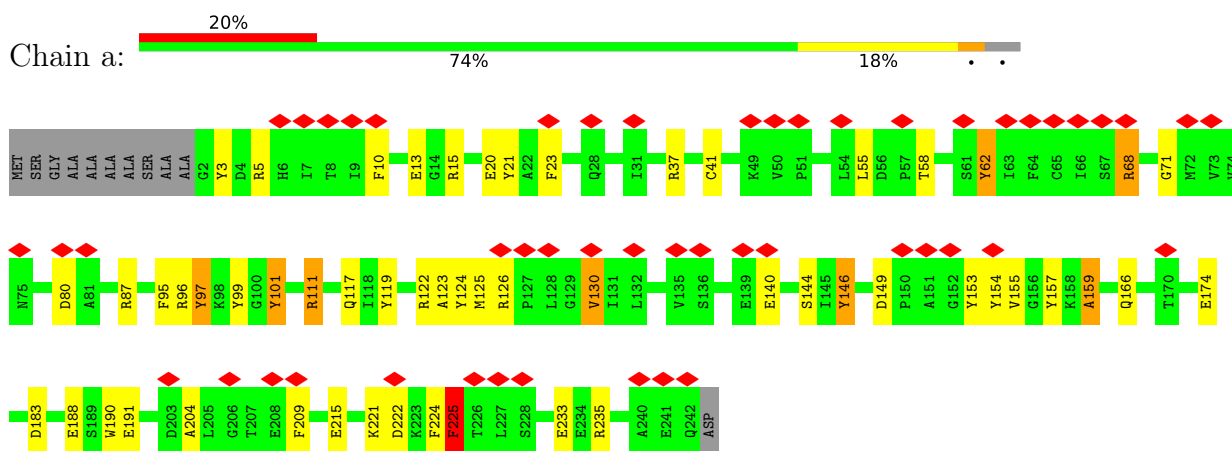 20%
Chain a:
74%
18%
MET SER GLY ALA ALA ALA ALA SER ALA ALA G2 Y3 D4 R5 H6 I7 T8 I9 F10 E13 G14 R15 E20 Y21 A22 F23 Q28 I31 R37 C41 K49 V50 P51 L54 L55 D56 P57 T58 S61 Y62 I63 F64 C65 I66 S67 R68 G71 M72 V73 V74
N75 D80 A81 R87 F95 R96 Y97 K98 Y99 G100 Y101 R111 Q117 I118 Y119 R122 A123 Y124 M125 R126 P127 L128 G129 V130 I131 L132 V135 S136 E139 E140 S144 I145 Y146 D149 P150 A151 G152 Y153 Y154 V155 G156 Y157 K158 A159 Q166 T170 E174
D183 E188 S189 W190 E191 D203 A204 L205 G206 T207 E208 F209 E215 K221 D222 K223 F224 F225 T226 L227 S228 E233 E234 R235 A240 E241 Q242 ASP